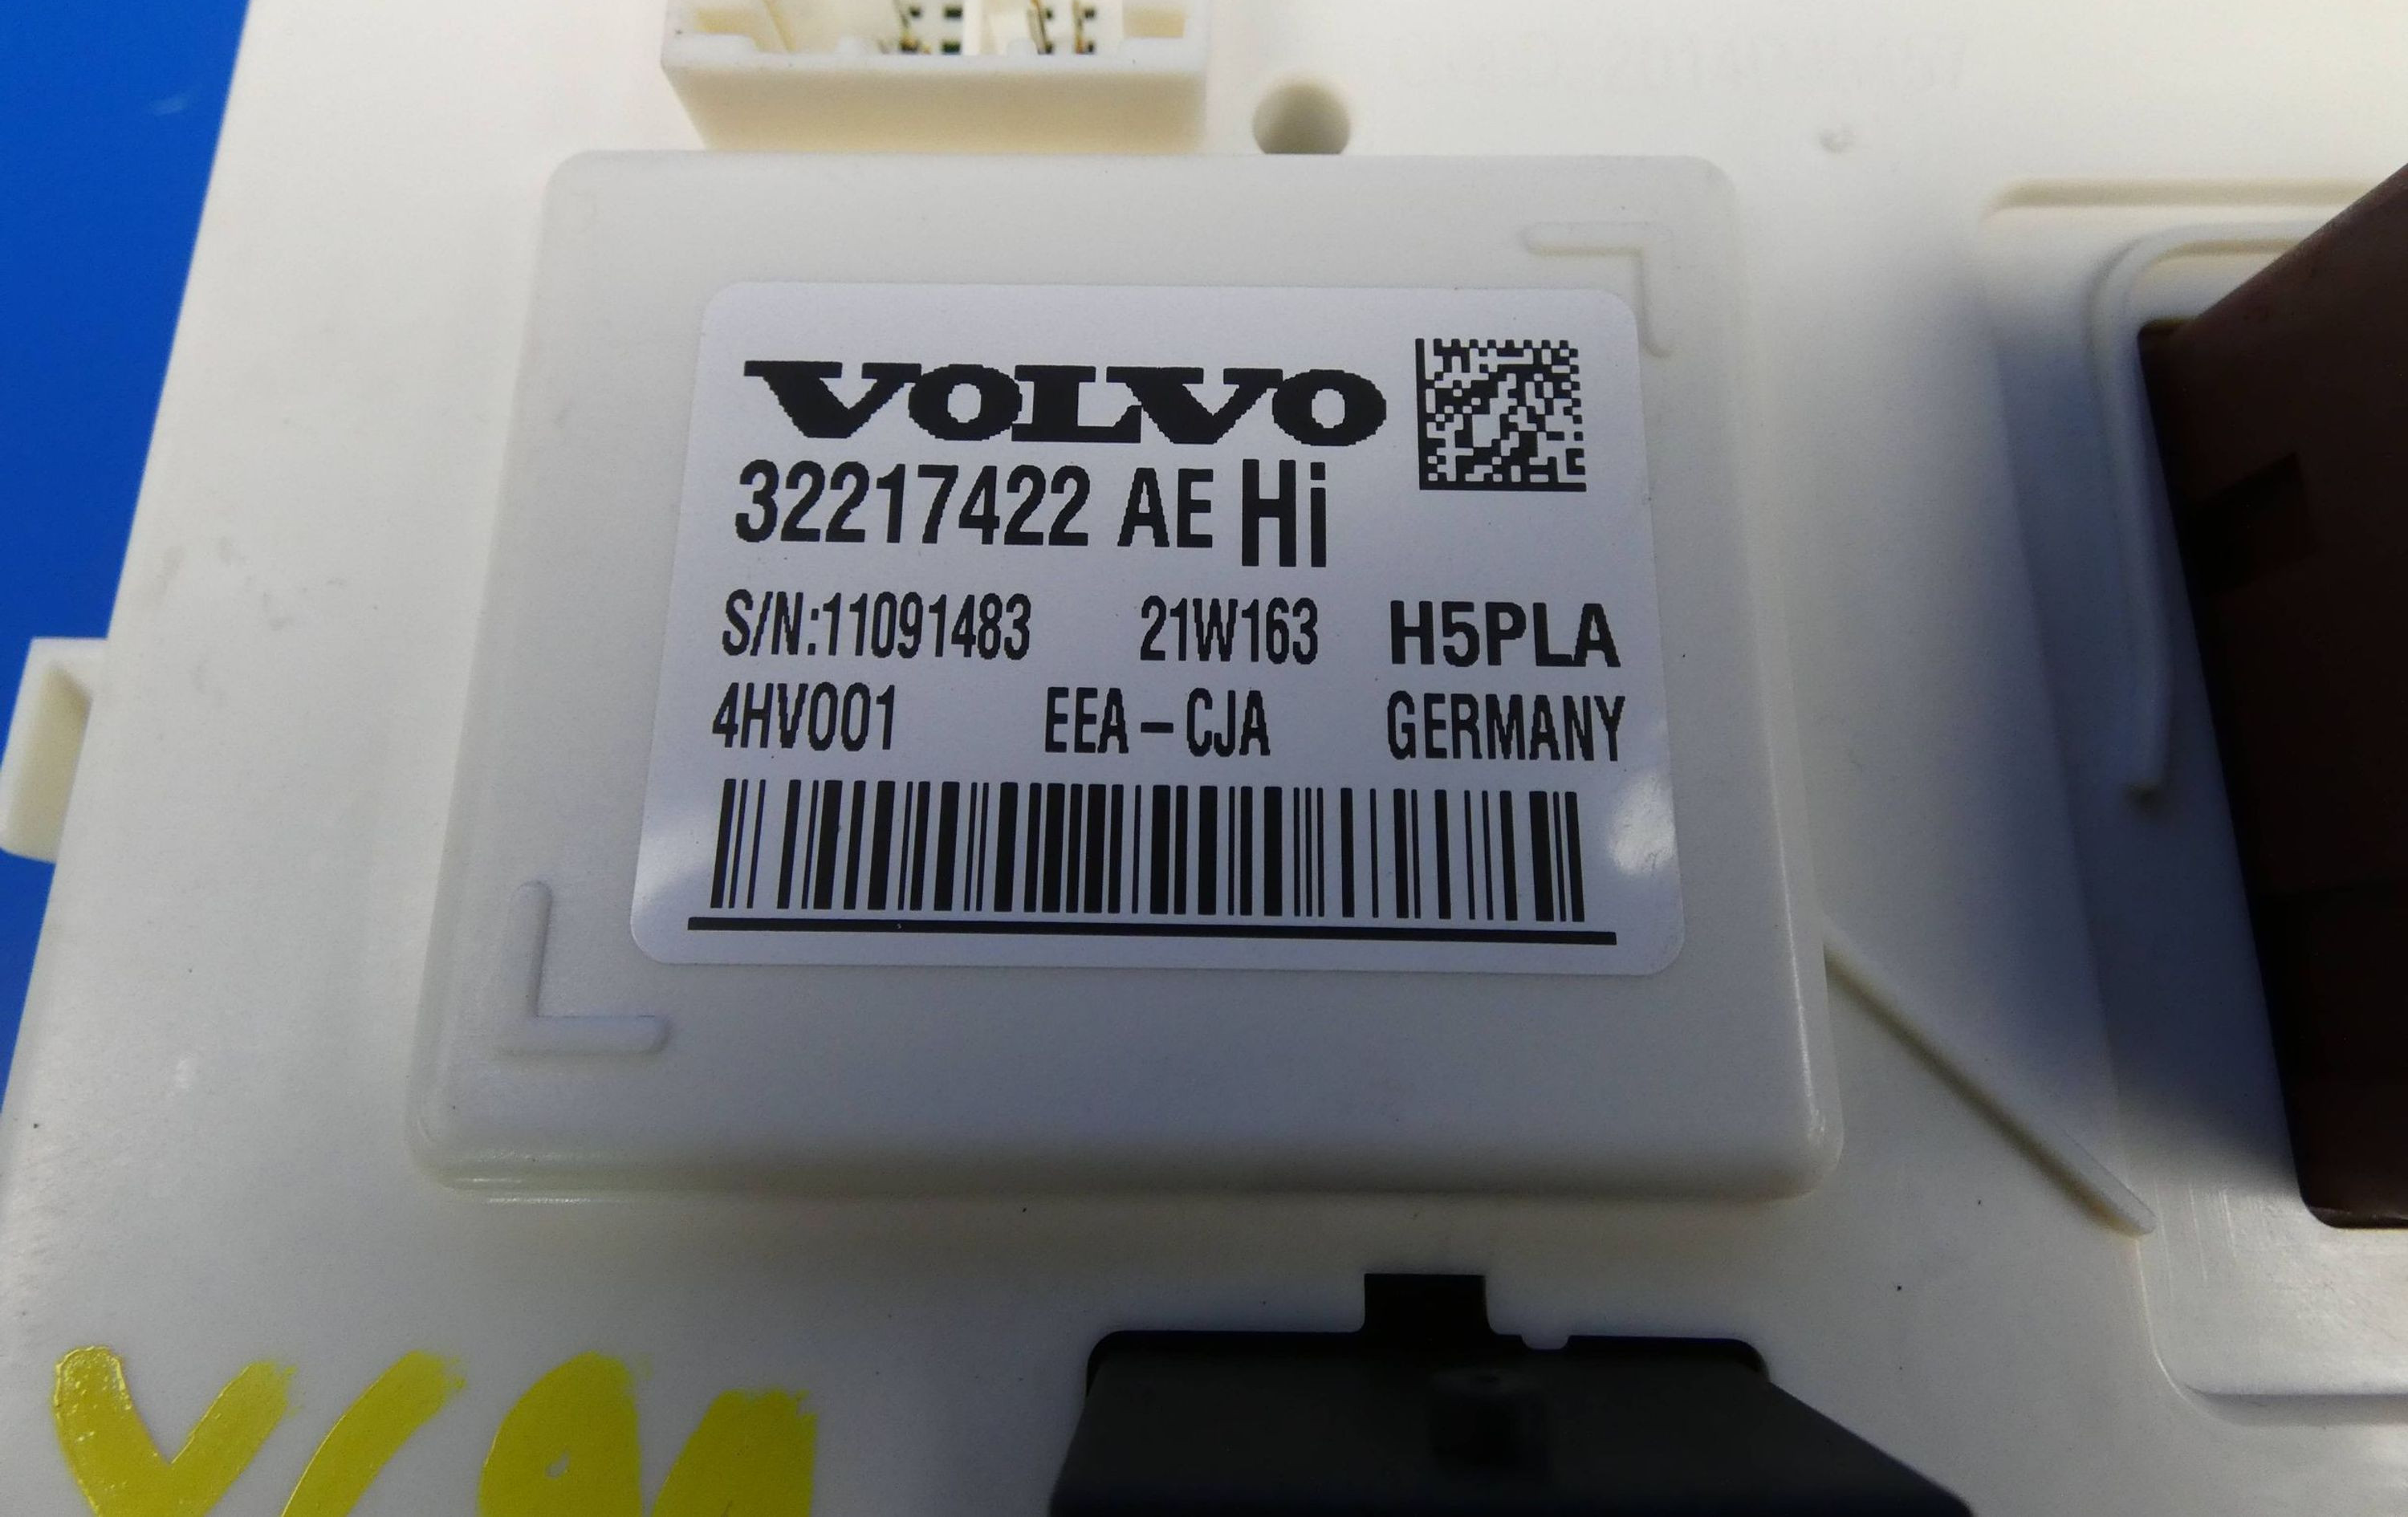 VOLVO
32217422 AE Hi
S/N:11091483 21W163 H5PLA
4HV001 EEA-CJA GERMANY